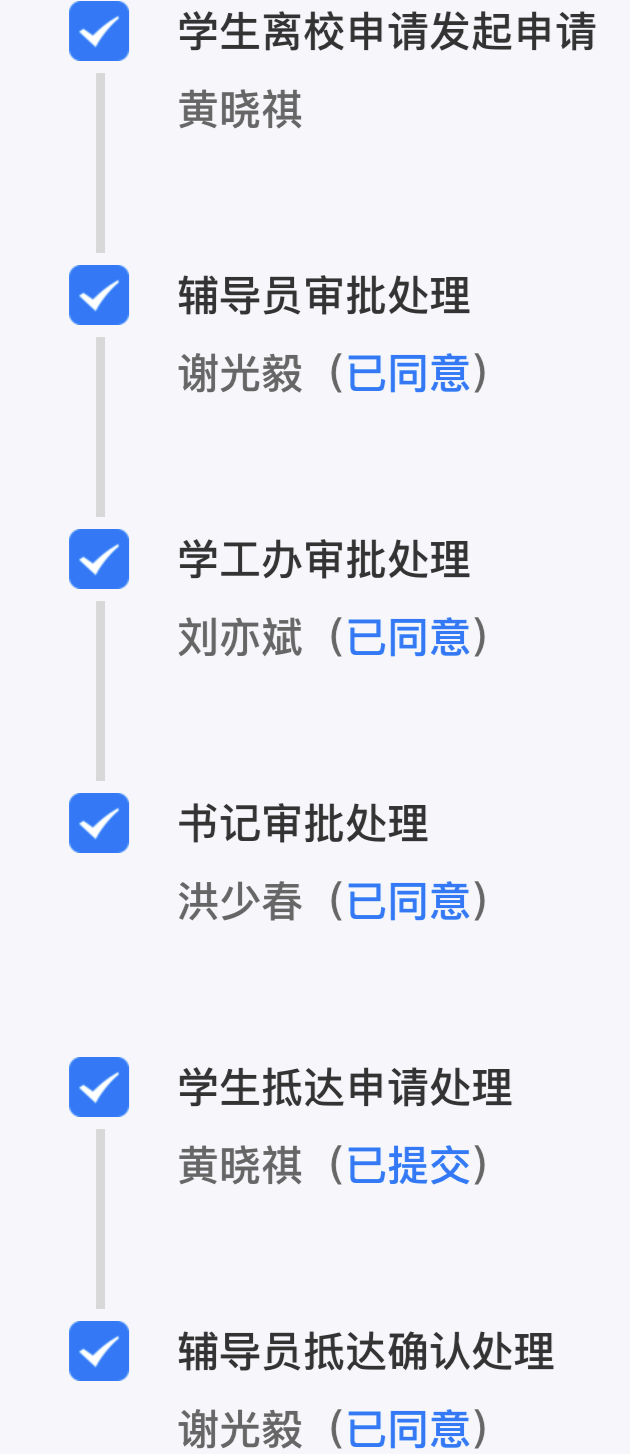 学生离校申请发起申请
黄晓祺
辅导员审批处理
谢光毅（已同意）
学工办审批处理
刘亦斌（已同意）
书记审批处理
洪少春（已同意）
学生抵达申请处理
黄晓祺（已提交）
辅导员抵达确认处理
谢光毅（已同意）